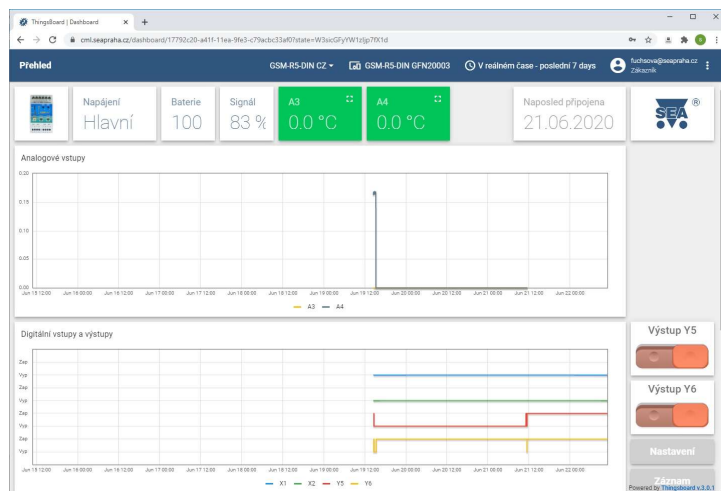 ThingsBoard | Dashboard
cml.seapraha.cz/dashboard/17792c20-a41f-11ea-9fe3-c79acbc33af0?state=W3sicGFyYW1zIjp7fX1d
Přehled
GSM-R5-DIN CZ
GSM-R5-DIN GFN20003
V reálném čase - poslední 7 days
fuchsova@seapraha.cz
Zákazník
Napájení
Hlavní
Baterie
100
Signál
83 %
A3
0.0 °C
A4
0.0 °C
Naposled připojena
21.06.2020
SEA ®
Analogové vstupy
0.20
0.15
0.10
0.05
0.00
Jun 15 12:00 Jun 16 00:00 Jun 16 12:00 Jun 17 00:00 Jun 17 12:00 Jun 18 00:00 Jun 18 12:00 Jun 19 00:00 Jun 19 12:00 Jun 20 00:00 Jun 20 12:00 Jun 21 00:00 Jun 21 12:00 Jun 22 00:00
A3 A4
Digitální vstupy a výstupy
Zap
Vyp
Zap
Vyp
Zap
Vyp
Zap
Vyp
Jun 15 12:00 Jun 16 00:00 Jun 16 12:00 Jun 17 00:00 Jun 17 12:00 Jun 18 00:00 Jun 18 12:00 Jun 19 00:00 Jun 19 12:00 Jun 20 00:00 Jun 20 12:00 Jun 21 00:00 Jun 21 12:00 Jun 22 00:00
X1 X2 Y5 Y6
Výstup Y5
Výstup Y6
Nastavení
Záznam
Powered by Thingsboard v.3.0.1